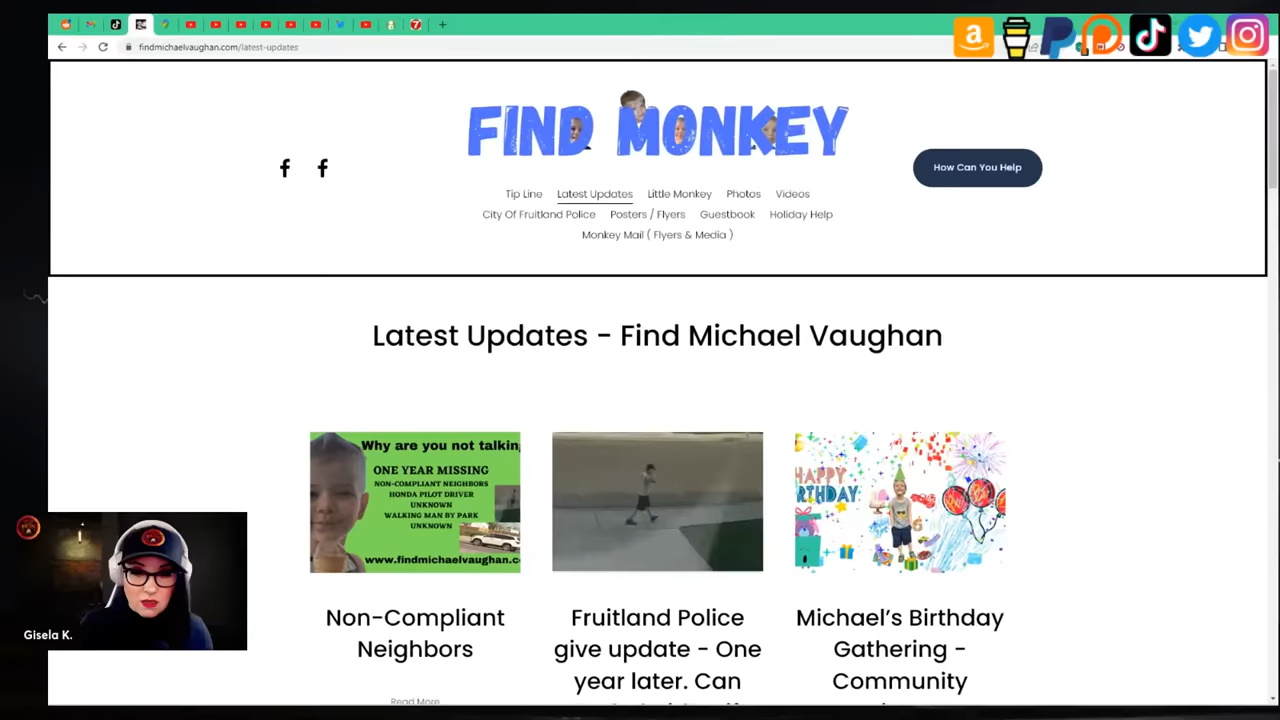 findmichaelvaughan.com/latest-updates
FIND MONKEY
How Can You Help
Tip Line Latest Updates Little Monkey Photos Videos
City Of Fruitland Police Posters / Flyers Guestbook Holiday Help
Monkey Mail ( Flyers & Media )
Latest Updates - Find Michael Vaughan
Why are you not talkin
ONE YEAR MISSING
NON-COMPLIANT NEIGHBORS
HONDA PILOT DRIVER
UNKNOWN
WALKING MAN BY PARK
UNKNOWN
www.findmichaelvaughan.c
HAPPY
BIRTHDAY
Non-Compliant
Neighbors
Read More
Fruitland Police
give update - One
year later. Can
Michael's Birthday
Gathering -
Community
Gisela K.